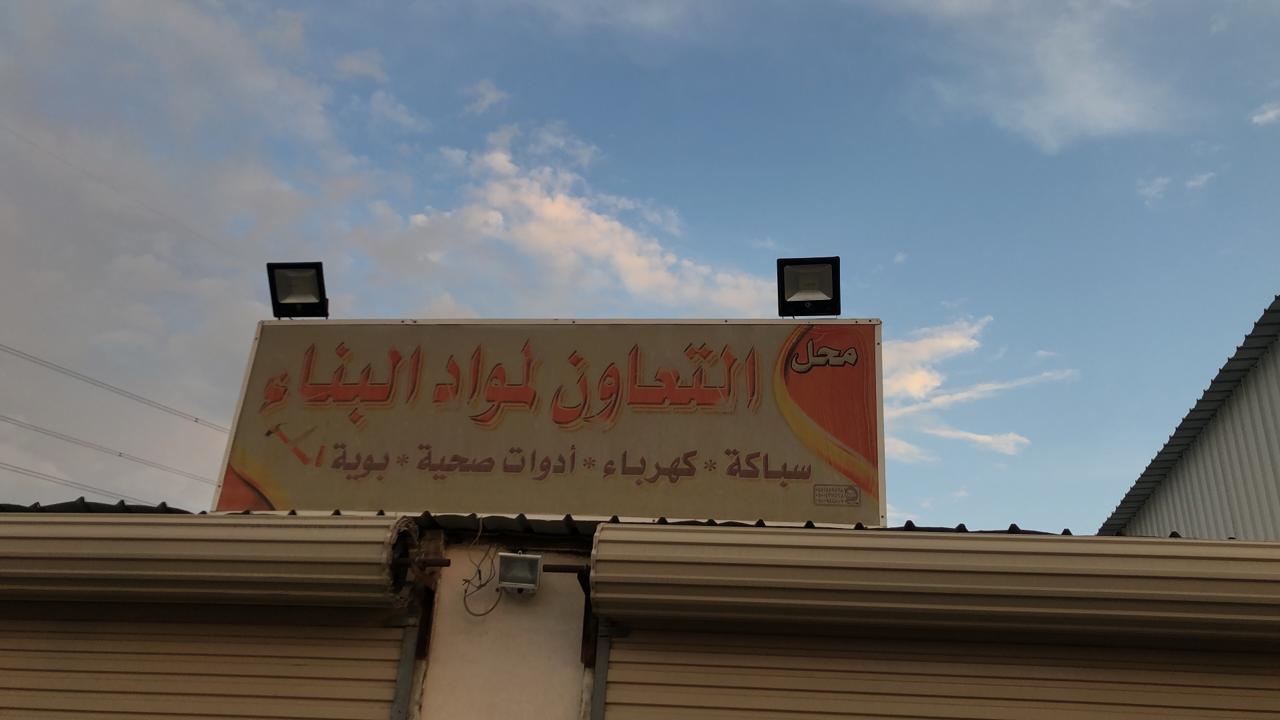 محل
التعاون لمواد البناء
سباكة * كهرباء * أدوات صحية * بوية